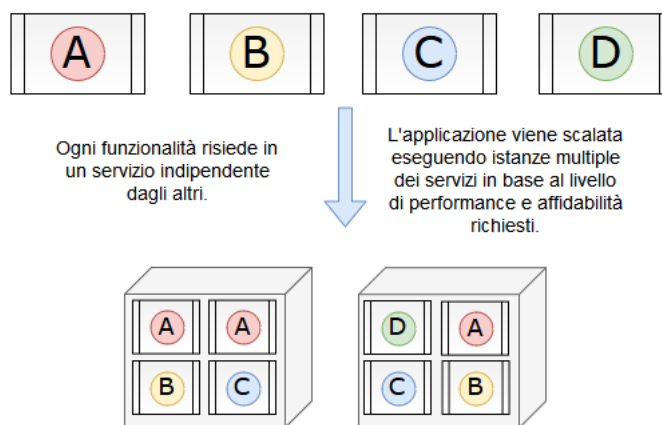 A
B
C
D
Ogni funzionalità risiede in
un servizio indipendente
dagli altri.
L'applicazione viene scalata
eseguendo istanze multiple
dei servizi in base al livello
di performance e affidabilità
richiesti.
A
A
B
C
D
A
C
B